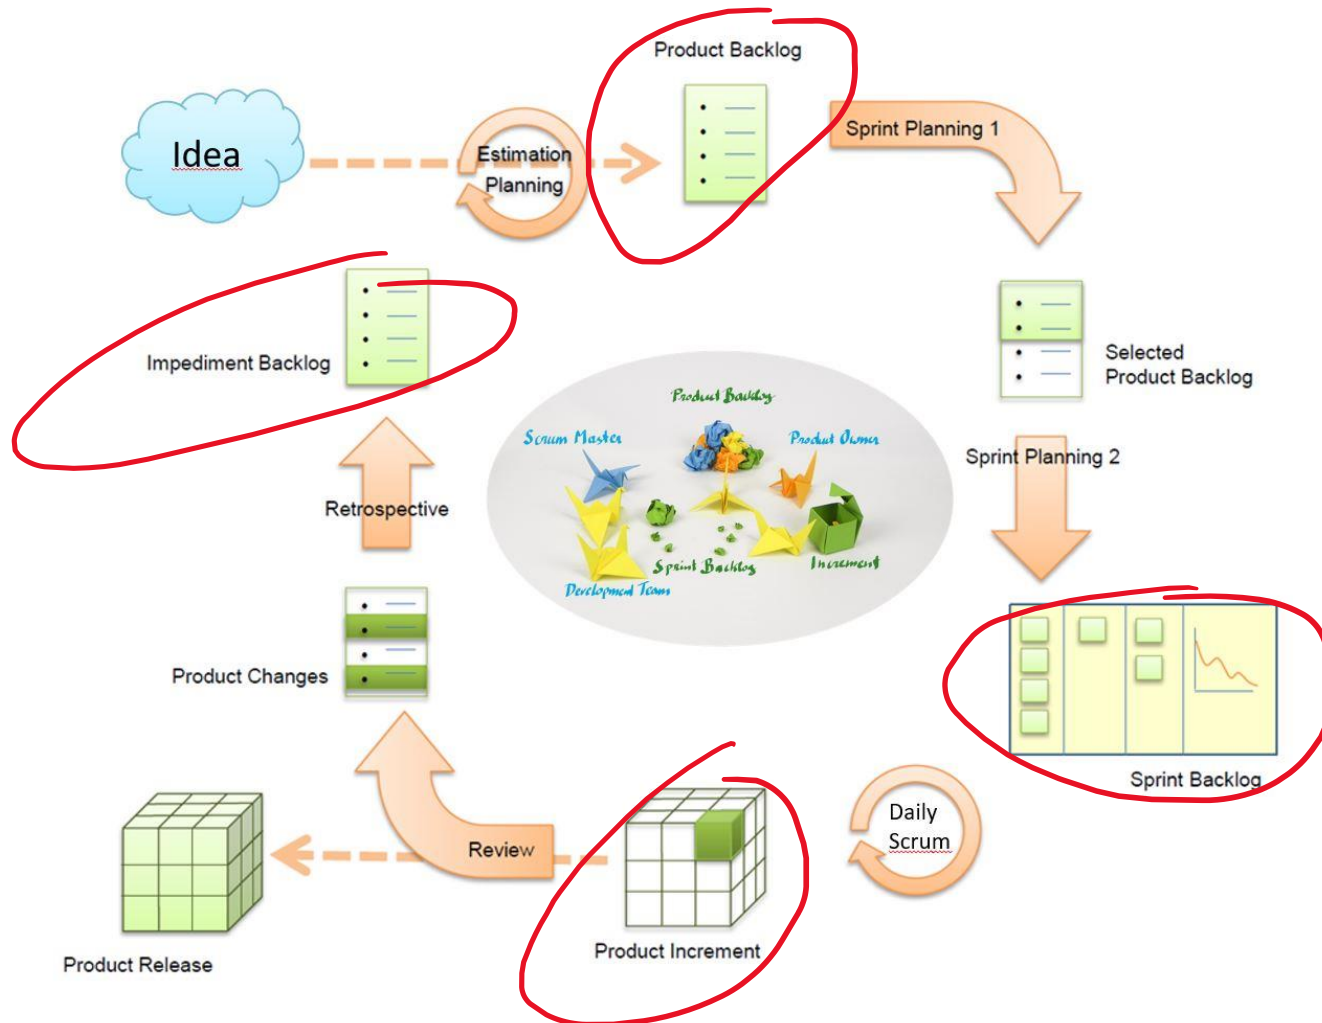 Product Backlog
Idea
Estimation
Planning
Sprint Planning 1
Impediment Backlog
Selected
Product Backlog
Product Backlog
Scrum Master
Product Owner
Sprint Planning 2
Retrospective
Sprint Backlog
Increment
Development Team
Product Changes
Sprint Backlog
Daily
Scrum
Review
Product Increment
Product Release